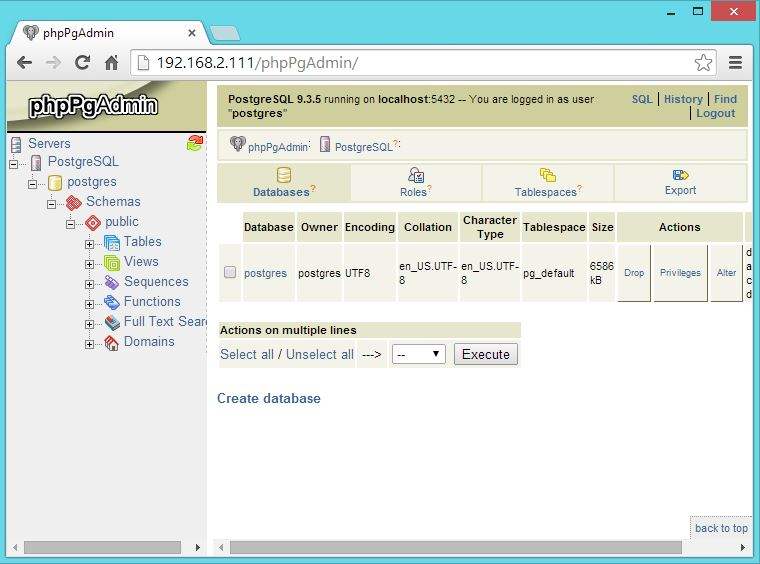 phpPgAdmin
192.168.2.111/phpPgAdmin/
phpPgAdmin
Servers
PostgreSQL
postgres
Schemas
public
Tables
Views
Sequences
Functions
Full Text Sear
Domains
PostgreSQL 9.3.5 running on localhost:5432 -- You are logged in as user
"postgres"
SQL | History | Find
| Logout
phpPgAdmin: PostgreSQL?:
Databases? Roles? Tablespaces? Export
Database Owner Encoding Collation Character Type Tablespace Size Actions
postgres postgres UTF8 en_US.UTF-8 en_US.UTF-8 pg_default 6586 kB Drop Privileges Alter
Actions on multiple lines
Select all / Unselect all ---> -- Execute
Create database
back to top